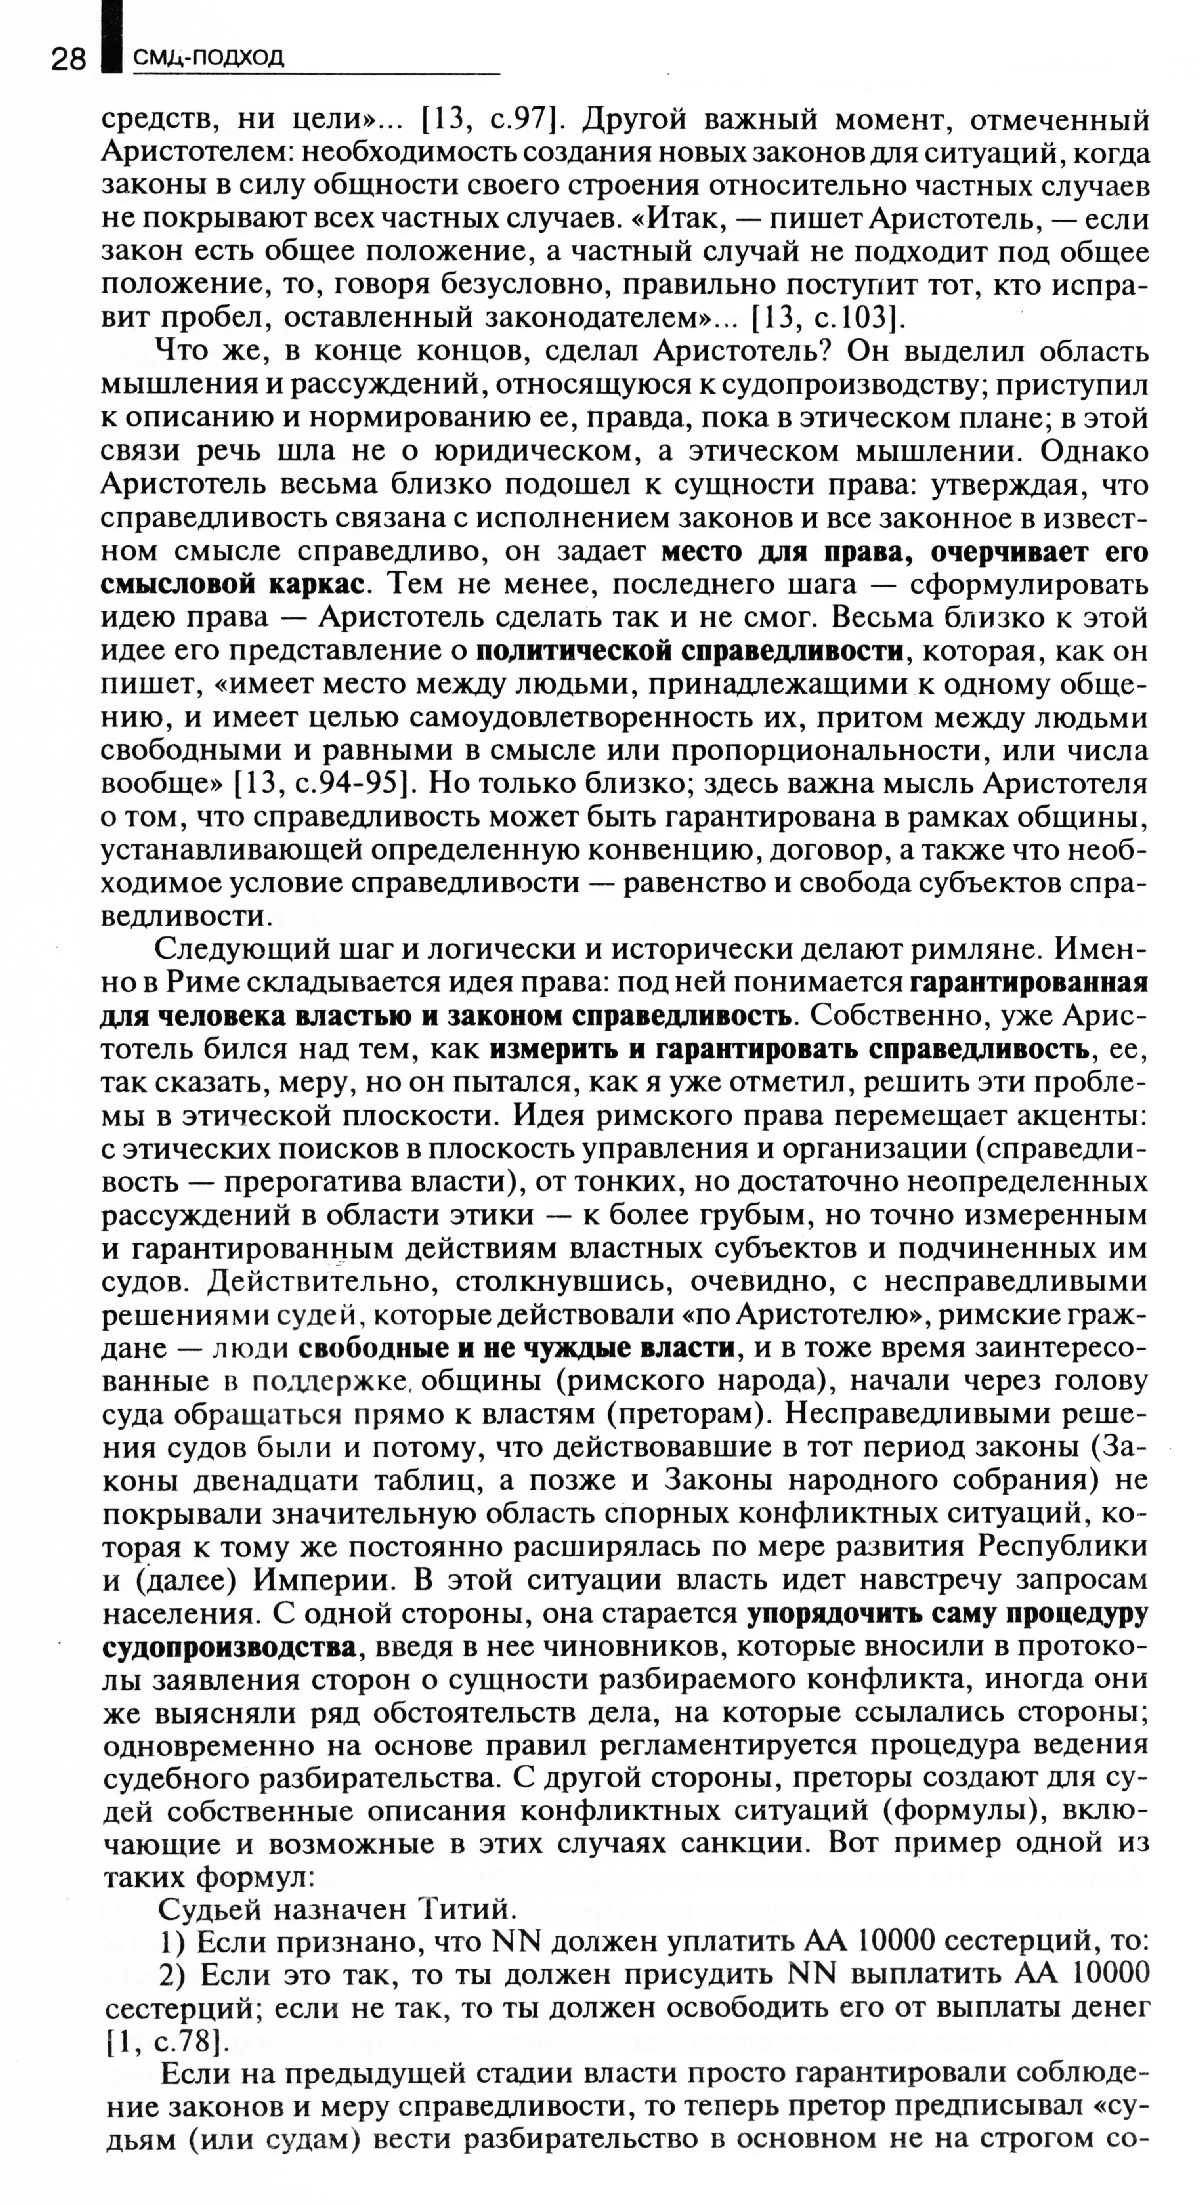 28 СМД-ПОДХОД
средств, ни цели»... [13, с.97]. Другой важный момент, отмеченный
Аристотелем: необходимость создания новых законов для ситуаций, когда
законы в силу общности своего строения относительно частных случаев
не покрывают всех частных случаев. «Итак, — пишет Аристотель, — если
закон есть общее положение, а частный случай не подходит под общее
положение, то, говоря безусловно, правильно поступит тот, кто испра-
вит пробел, оставленный законодателем»... [13, с.103].
Что же, в конце концов, сделал Аристотель? Он выделил область
мышления и рассуждений, относящуюся к судопроизводству; приступил
к описанию и нормированию ее, правда, пока в этическом плане; в этой
связи речь шла не о юридическом, а этическом мышлении. Однако
Аристотель весьма близко подошел к сущности права: утверждая, что
справедливость связана с исполнением законов и все законное в извест-
ном смысле справедливо, он задает место для права, очерчивает его
смысловой каркас. Тем не менее, последнего шага — сформулировать
идею права — Аристотель сделать так и не смог. Весьма близко к этой
идее его представление о политической справедливости, которая, как он
пишет, «имеет место между людьми, принадлежащими к одному обще-
нию, и имеет целью самоудовлетворенность их, притом между людьми
свободными и равными в смысле или пропорциональности, или числа
вообще» [13, с.94-95]. Но только близко; здесь важна мысль Аристотеля
о том, что справедливость может быть гарантирована в рамках общины,
устанавливающей определенную конвенцию, договор, а также что необ-
ходимое условие справедливости — равенство и свобода субъектов спра-
ведливости.
Следующий шаг и логически и исторически делают римляне. Имен-
но в Риме складывается идея права: под ней понимается гарантированная
для человека властью и законом справедливость. Собственно, уже Арис-
тотель бился над тем, как измерить и гарантировать справедливость, ее,
так сказать, меру, но он пытался, как я уже отметил, решить эти пробле-
мы в этической плоскости. Идея римского права перемещает акценты:
с этических поисков в плоскость управления и организации (справедли-
вость — прерогатива власти), от тонких, но достаточно неопределенных
рассуждений в области этики — к более грубым, но точно измеренным
и гарантированным действиям властных субъектов и подчиненных им
судов. Действительно, столкнувшись, очевидно, с несправедливыми
решениями судей, которые действовали «по Аристотелю», римские граж-
дане — люди свободные и не чуждые власти, и в тоже время заинтересо-
ванные в поддержке, общины (римского народа), начали через голову
суда обращаться прямо к властям (преторам). Несправедливыми реше-
ния судов были и потому, что действовавшие в тот период законы (За-
коны двенадцати таблиц, а позже и Законы народного собрания) не
покрывали значительную область спорных конфликтных ситуаций, ко-
торая к тому же постоянно расширялась по мере развития Республики
и (далее) Империи. В этой ситуации власть идет навстречу запросам
населения. С одной стороны, она старается упорядочить саму процедуру
судопроизводства, введя в нее чиновников, которые вносили в протоко-
лы заявления сторон о сущности разбираемого конфликта, иногда они
же выясняли ряд обстоятельств дела, на которые ссылались стороны;
одновременно на основе правил регламентируется процедура ведения
судебного разбирательства. С другой стороны, преторы создают для су-
дей собственные описания конфликтных ситуаций (формулы), вклю-
чающие и возможные в этих случаях санкции. Вот пример одной из
таких формул:
Судьей назначен Титий.
1) Если признано, что NN должен уплатить АА 10000 сестерций, то:
2) Если это так, то ты должен присудить NN выплатить АА 10000
сестерций; если не так, то ты должен освободить его от выплаты денег
[1, с.78].
Если на предыдущей стадии власти просто гарантировали соблюде-
ние законов и меру справедливости, то теперь претор предписывал «су-
дьям (или судам) вести разбирательство в основном не на строгом со-